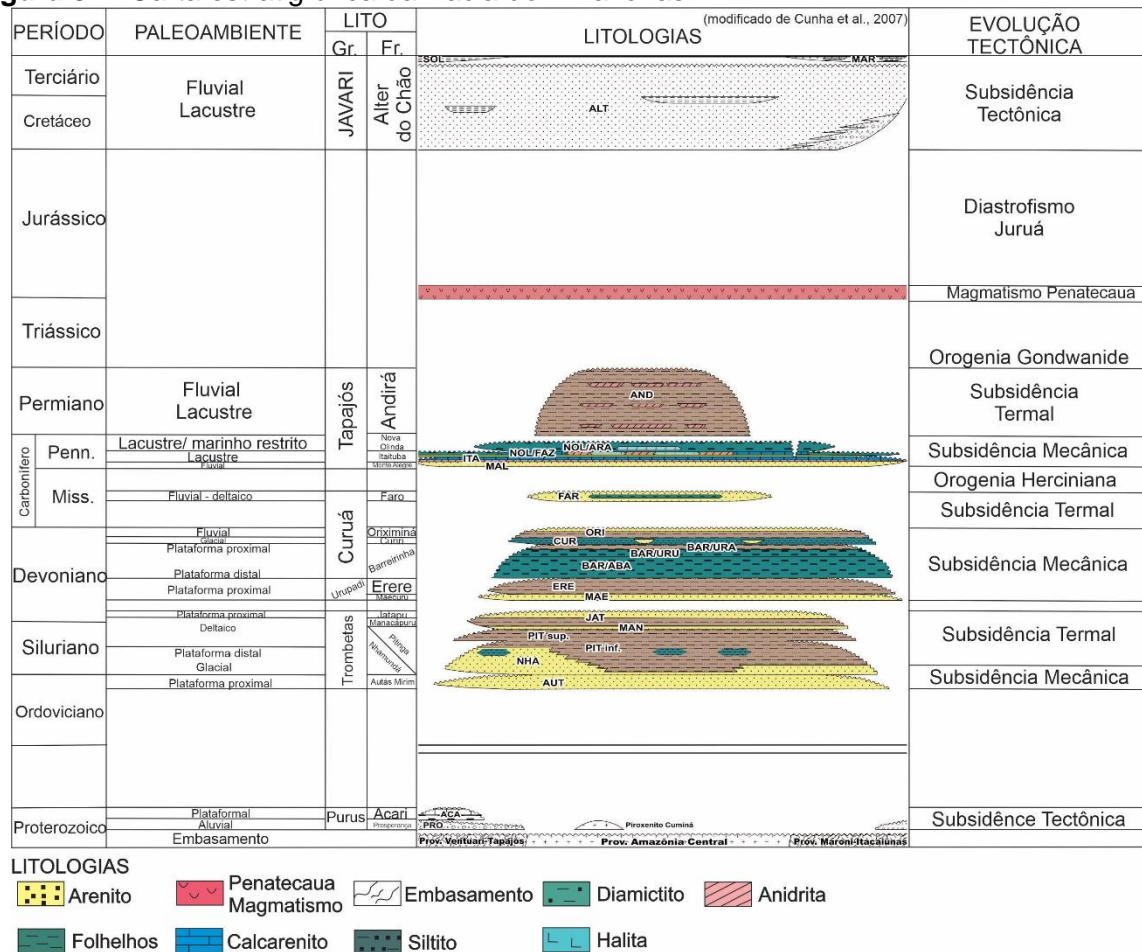 PERÍODO
PALEOAMBIENTE
LITO
Gr.
Fr.
(modificado de Cunha et al., 2007)
LITOLOGIAS
EVOLUÇÃO
TECTÔNICA
Terciário
Cretáceo
Fluvial
Lacustre
JAVARI
Alter
do Chão
SOL
MAR
ALT
Subsidência
Tectônica
Jurássico
Diastrofismo
Juruá
Magmatismo Penatecaua
Triássico
Orogenia Gondwanide
Permiano
Fluvial
Lacustre
Tapajós
Andirá
AND
Subsidência
Termal
Carbonífero
Penn.
Lacustre/ marinho restrito
Lacustre
Fluvial
Nova
Olinda
Itaituba
Monte Alegre
NOL/ARA
NOL/FAZ
ITA
MAL
Subsidência Mecânica
Orogenia Herciniana
Miss.
Fluvial - deltaico
Faro
FAR
Subsidência Termal
Devoniano
Fluvial
Glacial
Plataforma proximal
Plataforma distal
Plataforma proximal
Curuá
Oriximiná
Curiri
Barreirinha
Urupadi
Erere
Maecuru
ORI
CUR
BAR/URA
BAR/URU
BAR/ABA
ERE
MAE
Subsidência Mecânica
Plataforma proximal
Siluriano
Deltaico
Plataforma distal
Glacial
Plataforma proximal
Trombetas
Jatapu
Manacapuru
Pitinga
Nhamundá
Autás Mirim
JAT
MAN
PIT sup.
PIT inf.
NHA
AUT
Subsidência Termal
Subsidência Mecânica
Ordoviciano
Proterozoico
Plataformal
Aluvial
Embasamento
Purus
Acari
Prosperança
ACA
PRO
Piroxenito Cuminá
Prov. Ventuari-Tapajós
Prov. Amazônia Central
Prov. Maroni-Itacaiunas
Subsidênce Tectônica
LITOLOGIAS
Arenito
Penatecaua
Magmatismo
Embasamento
Diamictito
Anidrita
Folhelhos
Calcarenito
Siltito
Halita